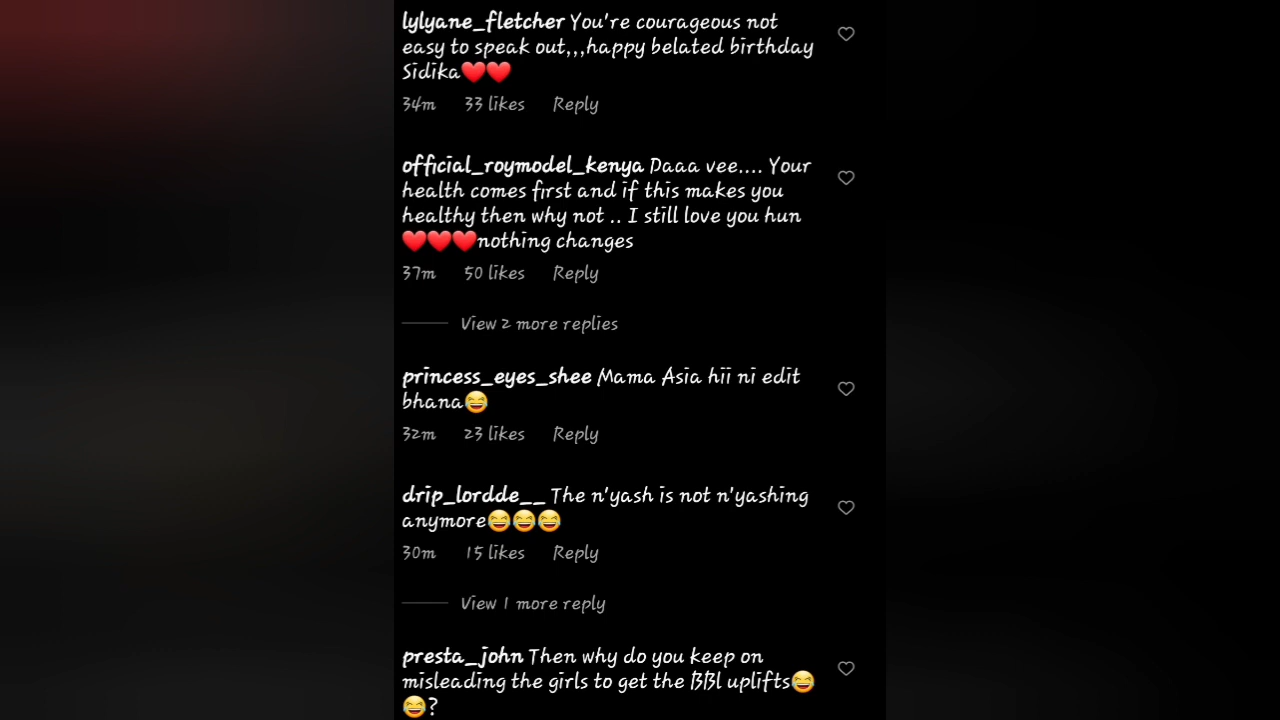 lylyane_fletcher You're courageous not
easy to speak out,,,happy belated birthday
Sidika❤️❤️
34m 33 likes Reply
official_roymodel_kenya Daaa vee.... Your
health comes first and if this makes you
healthy then why not .. I still love you hun
❤️❤️❤️nothing changes
37m 50 likes Reply
View 2 more replies
princess_eyes_shee Mama Asia hii ni edit
bhana😆
32m 23 likes Reply
drip_lordde__ The n'yash is not n'yashing
anymore😂😂😂
30m 15 likes Reply
View 1 more reply
presta_john Then why do you keep on
misleading the girls to get the BBl uplifts😂
😂?